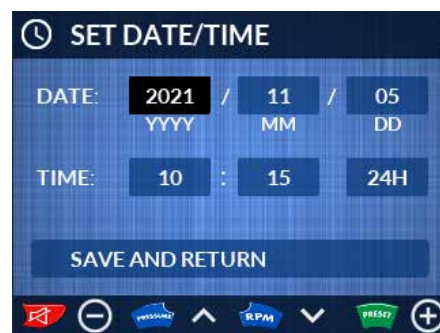 SET DATE/TIME
DATE: 2021 / 11 / 05
YYYY MM DD
TIME: 10 : 15 24H
SAVE AND RETURN
PRESSURE RPM PRESET